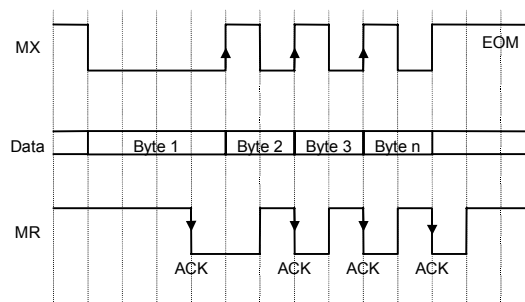 MX EOM
Data Byte 1 Byte 2 Byte 3 Byte n
MR
ACK ACK ACK ACK